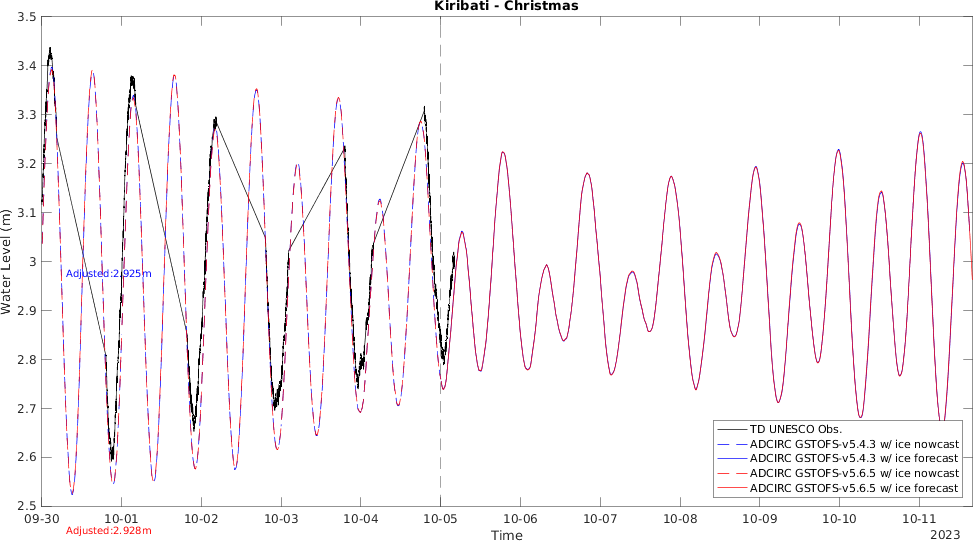 Kiribati - Christmas
3.5
3.4
3.3
3.2
3.1
3
2.9
2.8
2.7
2.6
2.5
Water Level (m)
Adjusted:2.925m
Adjusted:2.928m
TD UNESCO Obs.
ADCIRC GSTOFS-v5.4.3 w/ ice nowcast
ADCIRC GSTOFS-v5.4.3 w/ ice forecast
ADCIRC GSTOFS-v5.6.5 w/ ice nowcast
ADCIRC GSTOFS-v5.6.5 w/ ice forecast
09-30 10-01 10-02 10-03 10-04 10-05 10-06 10-07 10-08 10-09 10-10 10-11
Time
2023